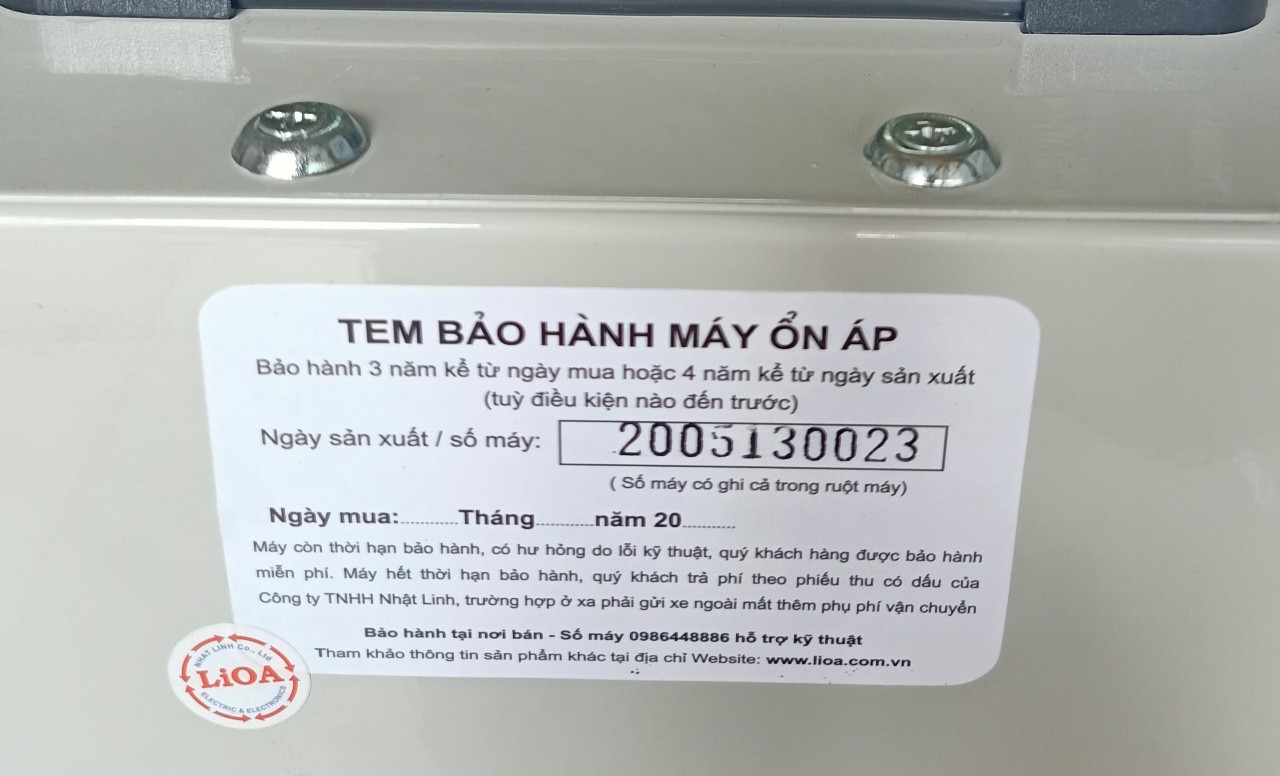 TEM BẢO HÀNH MÁY ỔN ÁP
Bảo hành 3 năm kể từ ngày mua hoặc 4 năm kể từ ngày sản xuất
(tuỳ điều kiện nào đến trước)
Ngày sản xuất / số máy: 2005130023
( Số máy có ghi cả trong ruột máy)
Ngày mua:............Tháng............năm 20...........
Máy còn thời hạn bảo hành, có hư hỏng do lỗi kỹ thuật, quý khách hàng được bảo hành
miễn phí. Máy hết thời hạn bảo hành, quý khách trả phí theo phiếu thu có dấu của
Công ty TNHH Nhật Linh, trường hợp ở xa phải gửi xe ngoài mất thêm phụ phí vận chuyển
Bảo hành tại nơi bán - Số máy 0986448886 hỗ trợ kỹ thuật
Tham khảo thông tin sản phẩm khác tại địa chỉ Website: www.lioa.com.vn
NHAT LINH Co., Ltd
LiOA
ELECTRIC & ELECTRONICS